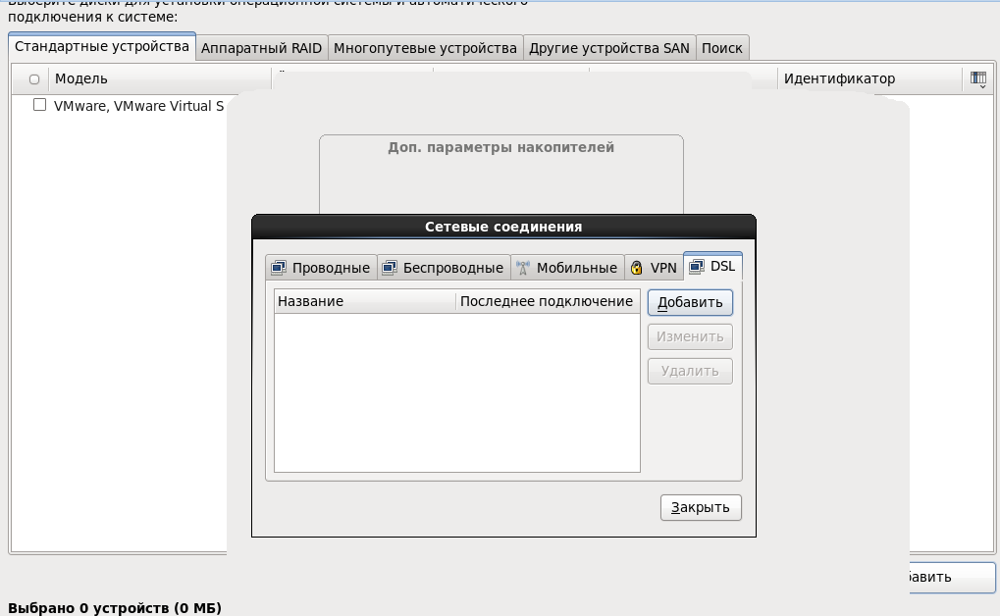 Выберите диски для установки операционной системы и автоматического
подключения к системе:
Стандартные устройства Аппаратный RAID Многопутевые устройства Другие устройства SAN Поиск
Модель Идентификатор
VMware, VMware Virtual S
Доп. параметры накопителей
Сетевые соединения
Проводные Беспроводные Мобильные VPN DSL
Название Последнее подключение
Добавить
Изменить
Удалить
Закрыть
бавить
Выбрано 0 устройств (0 МБ)